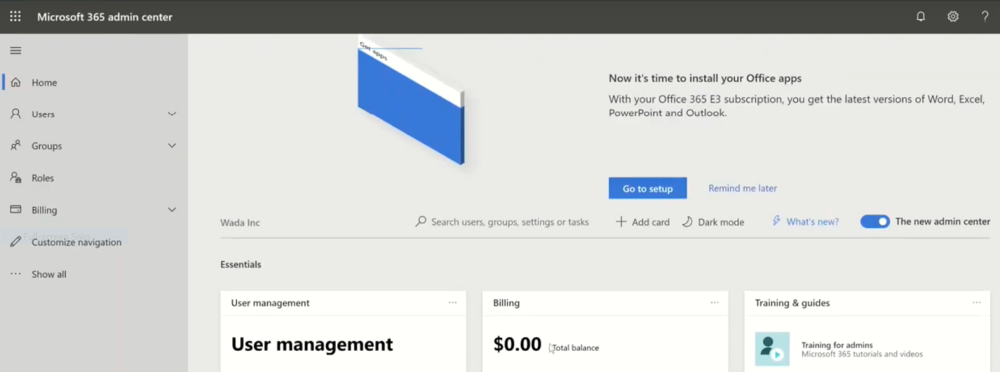 Microsoft 365 admin center
Get apps
Now it's time to install your Office apps
With your Office 365 E3 subscription, you get the latest versions of Word, Excel,
PowerPoint and Outlook.
Go to setup
Remind me later
Home
Users
Groups
Roles
Billing
Customize navigation
Show all
Wada Inc
Search users, groups, settings or tasks
Add card
Dark mode
What's new?
The new admin center
Essentials
User management
User management
Billing
$0.00 Total balance
Training & guides
Training for admins
Microsoft 365 tutorials and videos